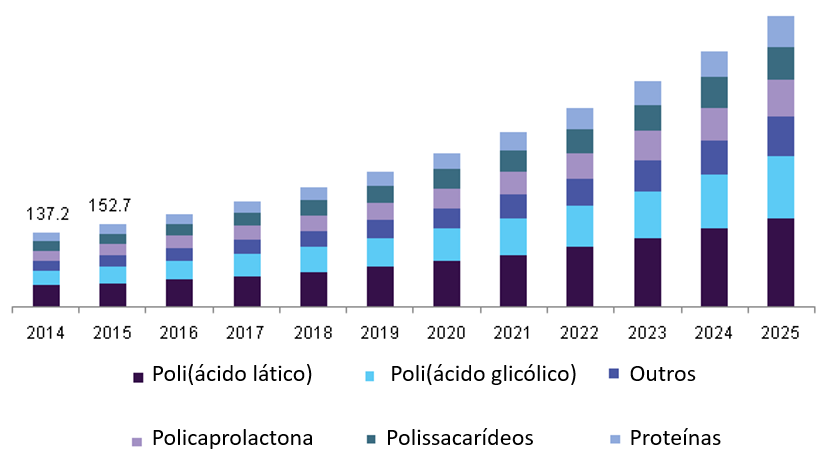 137.2
152.7
2014 2015 2016 2017 2018 2019 2020 2021 2022 2023 2024 2025
Poli(ácido lático) Poli(ácido glicólico) Outros
Policaprolactona Polissacarídeos Proteínas